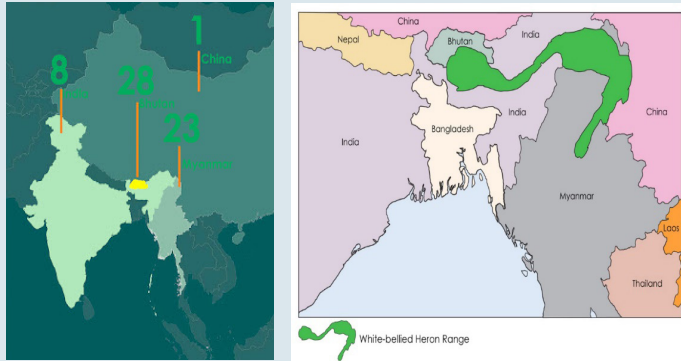 1
China
8
India
28
Bhutan
23
Myanmar
China
India
Nepal
Bhutan
China
India
Bangladesh
India
Myanmar
Laos
Thailand
White-bellied Heron Range